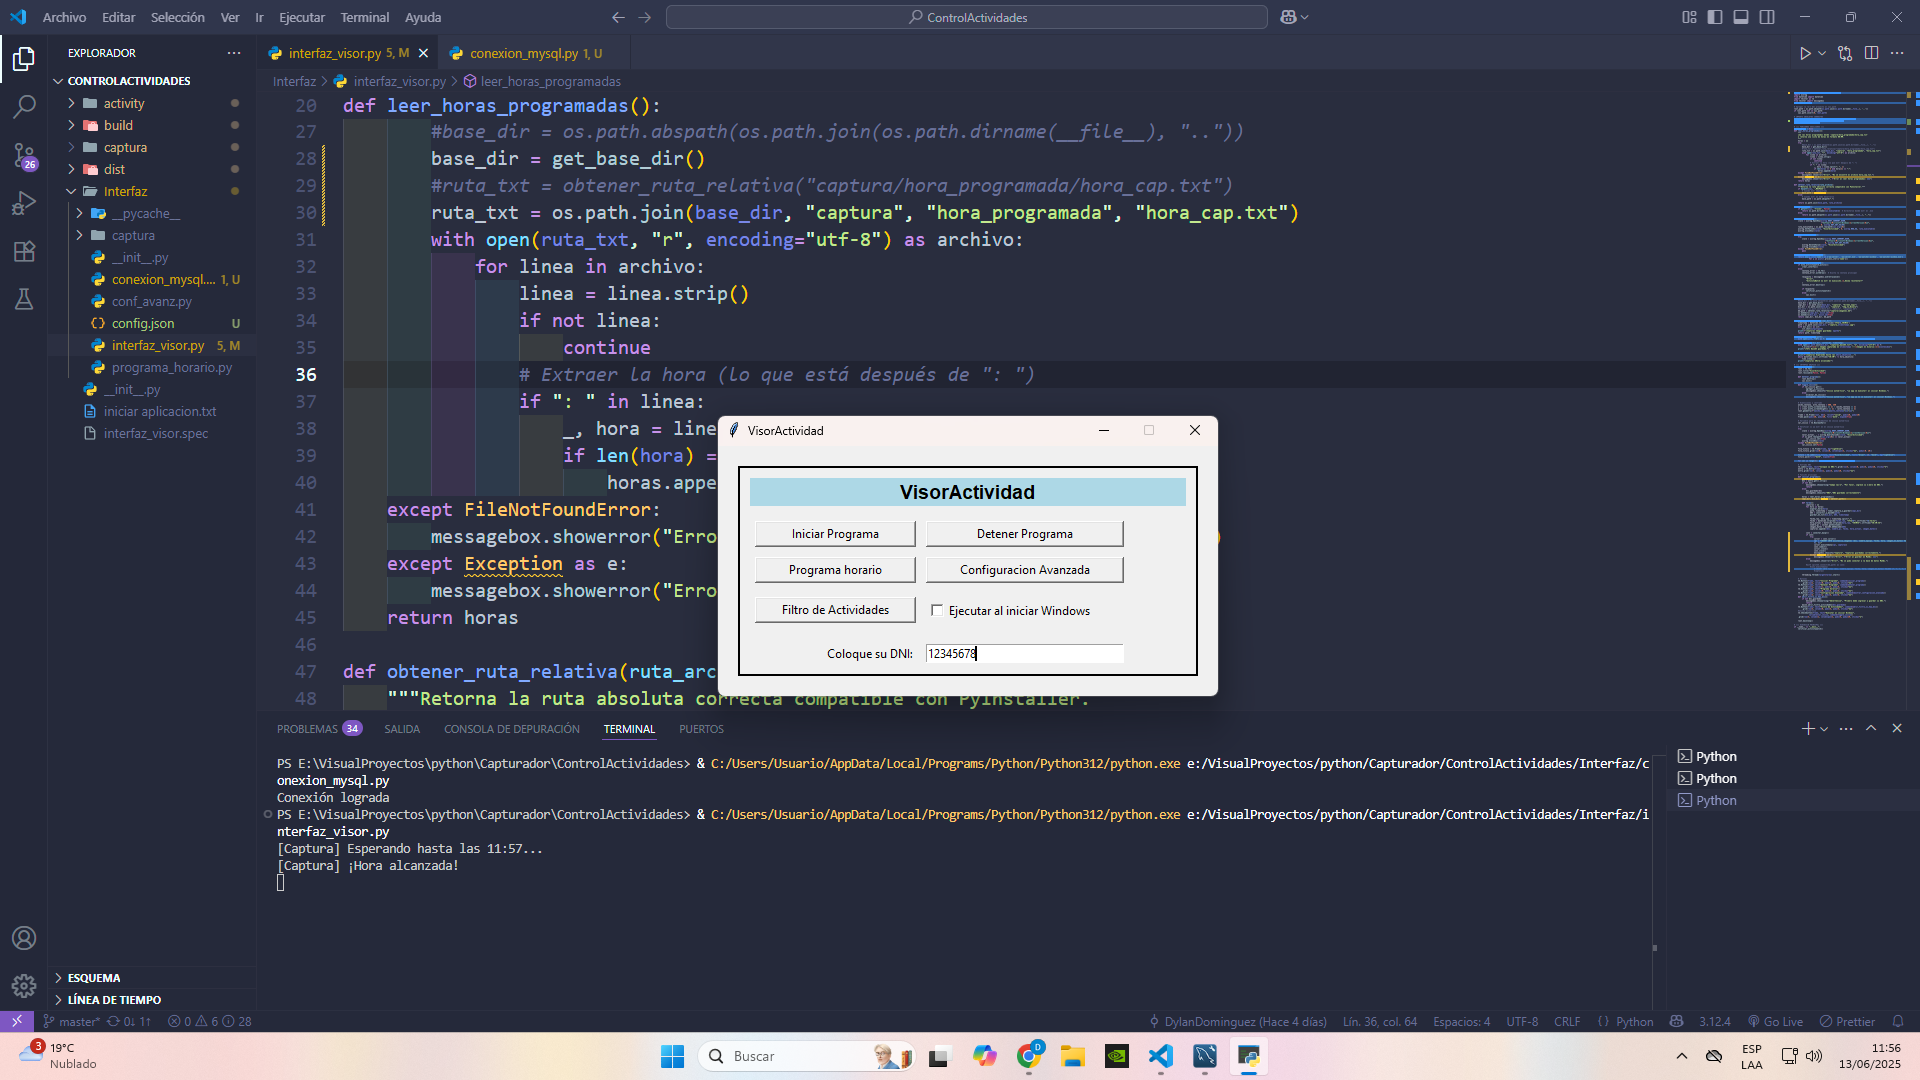 Archivo Editar Selección Ver Ir Ejecutar Terminal Ayuda
ControlActividades
EXPLORADOR
CONTROLACTIVIDADES
activity
build
captura
dist
Interfaz
__pycache__
captura
__init__.py
conexion_mysql.... 1, U
conf_avanz.py
config.json U
interfaz_visor.py 5, M
programa_horario.py
__init__.py
iniciar aplicacion.txt
interfaz_visor.spec
ESQUEMA
LÍNEA DE TIEMPO
26
interfaz_visor.py 5, M
conexion_mysql.py 1, U
Interfaz > interfaz_visor.py > leer_horas_programadas
20 def leer_horas_programadas():
27 #base_dir = os.path.abspath(os.path.join(os.path.dirname(__file__), ".."))
28 base_dir = get_base_dir()
29 #ruta_txt = obtener_ruta_relativa("captura/hora_programada/hora_cap.txt")
30 ruta_txt = os.path.join(base_dir, "captura", "hora_programada", "hora_cap.txt")
31 with open(ruta_txt, "r", encoding="utf-8") as archivo:
32 for linea in archivo:
33 linea = linea.strip()
34 if not linea:
35 continue
36 # Extraer la hora (lo que está después de ": ")
37 if ": " in linea:
38 _, hora = line
39 if len(hora) =
40 horas.appe
41 except FileNotFoundError:
42 messagebox.showerror("Erro )
43 except Exception as e:
44 messagebox.showerror("Erro
45 return horas
46
47 def obtener_ruta_relativa(ruta_arc
48 """Retorna la ruta absoluta correcta compatible con PyInstaller.
VisorActividad
VisorActividad
Iniciar Programa
Detener Programa
Programa horario
Configuracion Avanzada
Filtro de Actividades
Ejecutar al iniciar Windows
Coloque su DNI: 12345678
PROBLEMAS 34 SALIDA CONSOLA DE DEPURACIÓN TERMINAL PUERTOS
PS E:\VisualProyectos\python\Capturador\ControlActividades> & C:/Users/Usuario/AppData/Local/Programs/Python/Python312/python.exe e:/VisualProyectos/python/Capturador/ControlActividades/Interfaz/c
onexion_mysql.py
Conexión lograda
PS E:\VisualProyectos\python\Capturador\ControlActividades> & C:/Users/Usuario/AppData/Local/Programs/Python/Python312/python.exe e:/VisualProyectos/python/Capturador/ControlActividades/Interfaz/i
nterfaz_visor.py
[Captura] Esperando hasta las 11:57...
[Captura] ¡Hora alcanzada!
Python
Python
Python
master* 0↓ 1↑ 0 6 28
DylanDominguez (Hace 4 días) Lín. 36, col. 64 Espacios: 4 UTF-8 CRLF { } Python 3.12.4 Go Live Prettier
3
19°C
Nublado
Buscar
D
ESP
LAA
11:56
13/06/2025